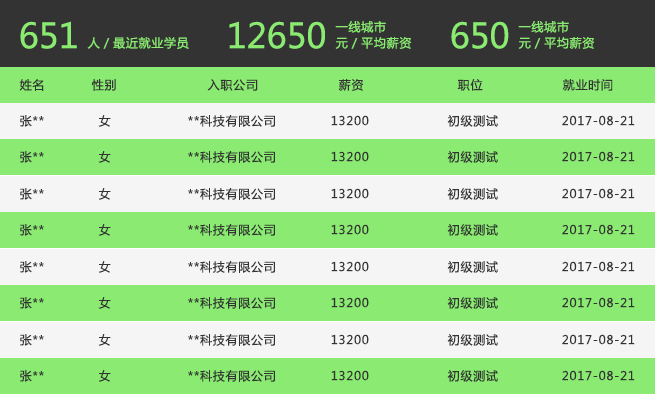 651 人 / 最近就业学员 12650 一线城市 元 / 平均薪资 650 一线城市 元 / 平均薪资
姓名 性别 入职公司 薪资 职位 就业时间
张** 女 **科技有限公司 13200 初级测试 2017-08-21
张** 女 **科技有限公司 13200 初级测试 2017-08-21
张** 女 **科技有限公司 13200 初级测试 2017-08-21
张** 女 **科技有限公司 13200 初级测试 2017-08-21
张** 女 **科技有限公司 13200 初级测试 2017-08-21
张** 女 **科技有限公司 13200 初级测试 2017-08-21
张** 女 **科技有限公司 13200 初级测试 2017-08-21
张** 女 **科技有限公司 13200 初级测试 2017-08-21